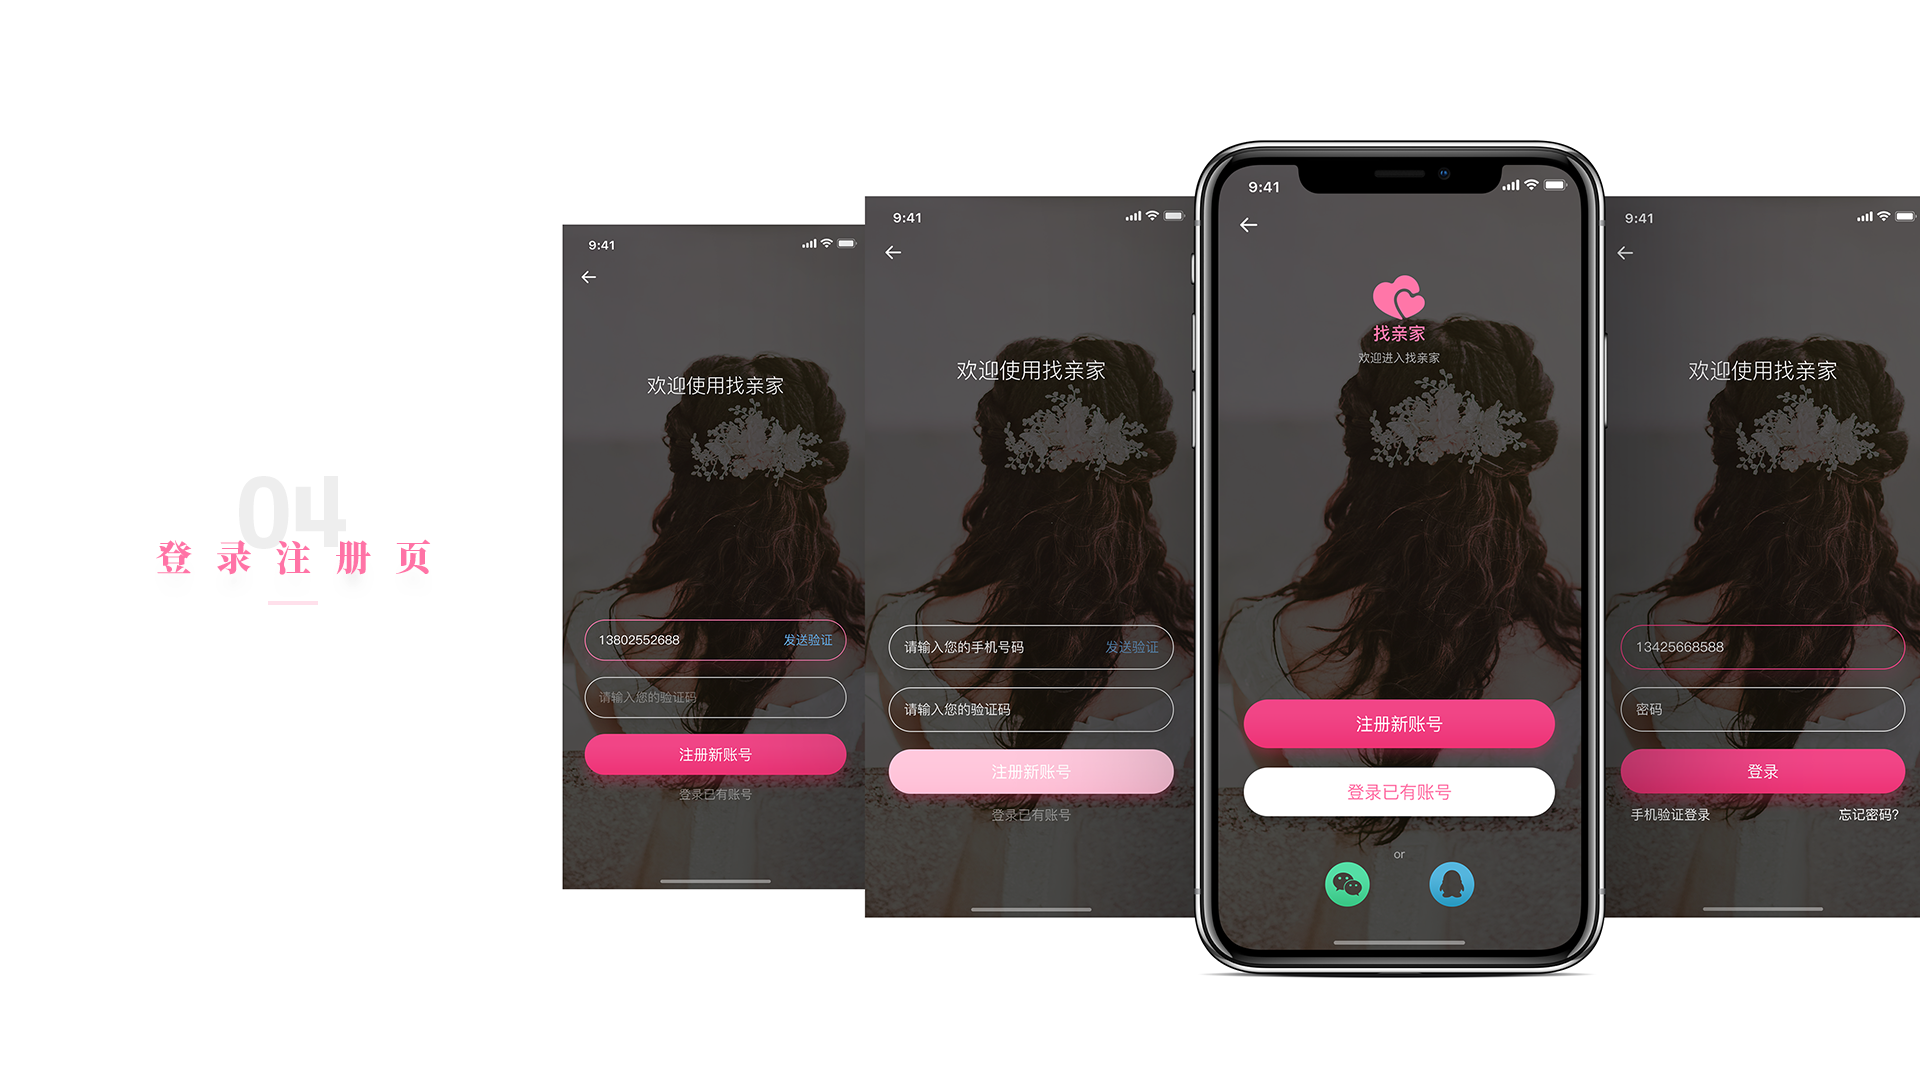 04
登录注册页
9:41
欢迎使用找亲家
13802552688 发送验证
请输入您的验证码
注册新账号
登录已有账号
9:41
欢迎使用找亲家
请输入您的手机号码 发送验证
请输入您的验证码
注册新账号
登录已有账号
9:41
找亲家
欢迎进入找亲家
注册新账号
登录已有账号
or
9:41
欢迎使用找亲家
13425668588
密码
登录
手机验证登录 忘记密码?